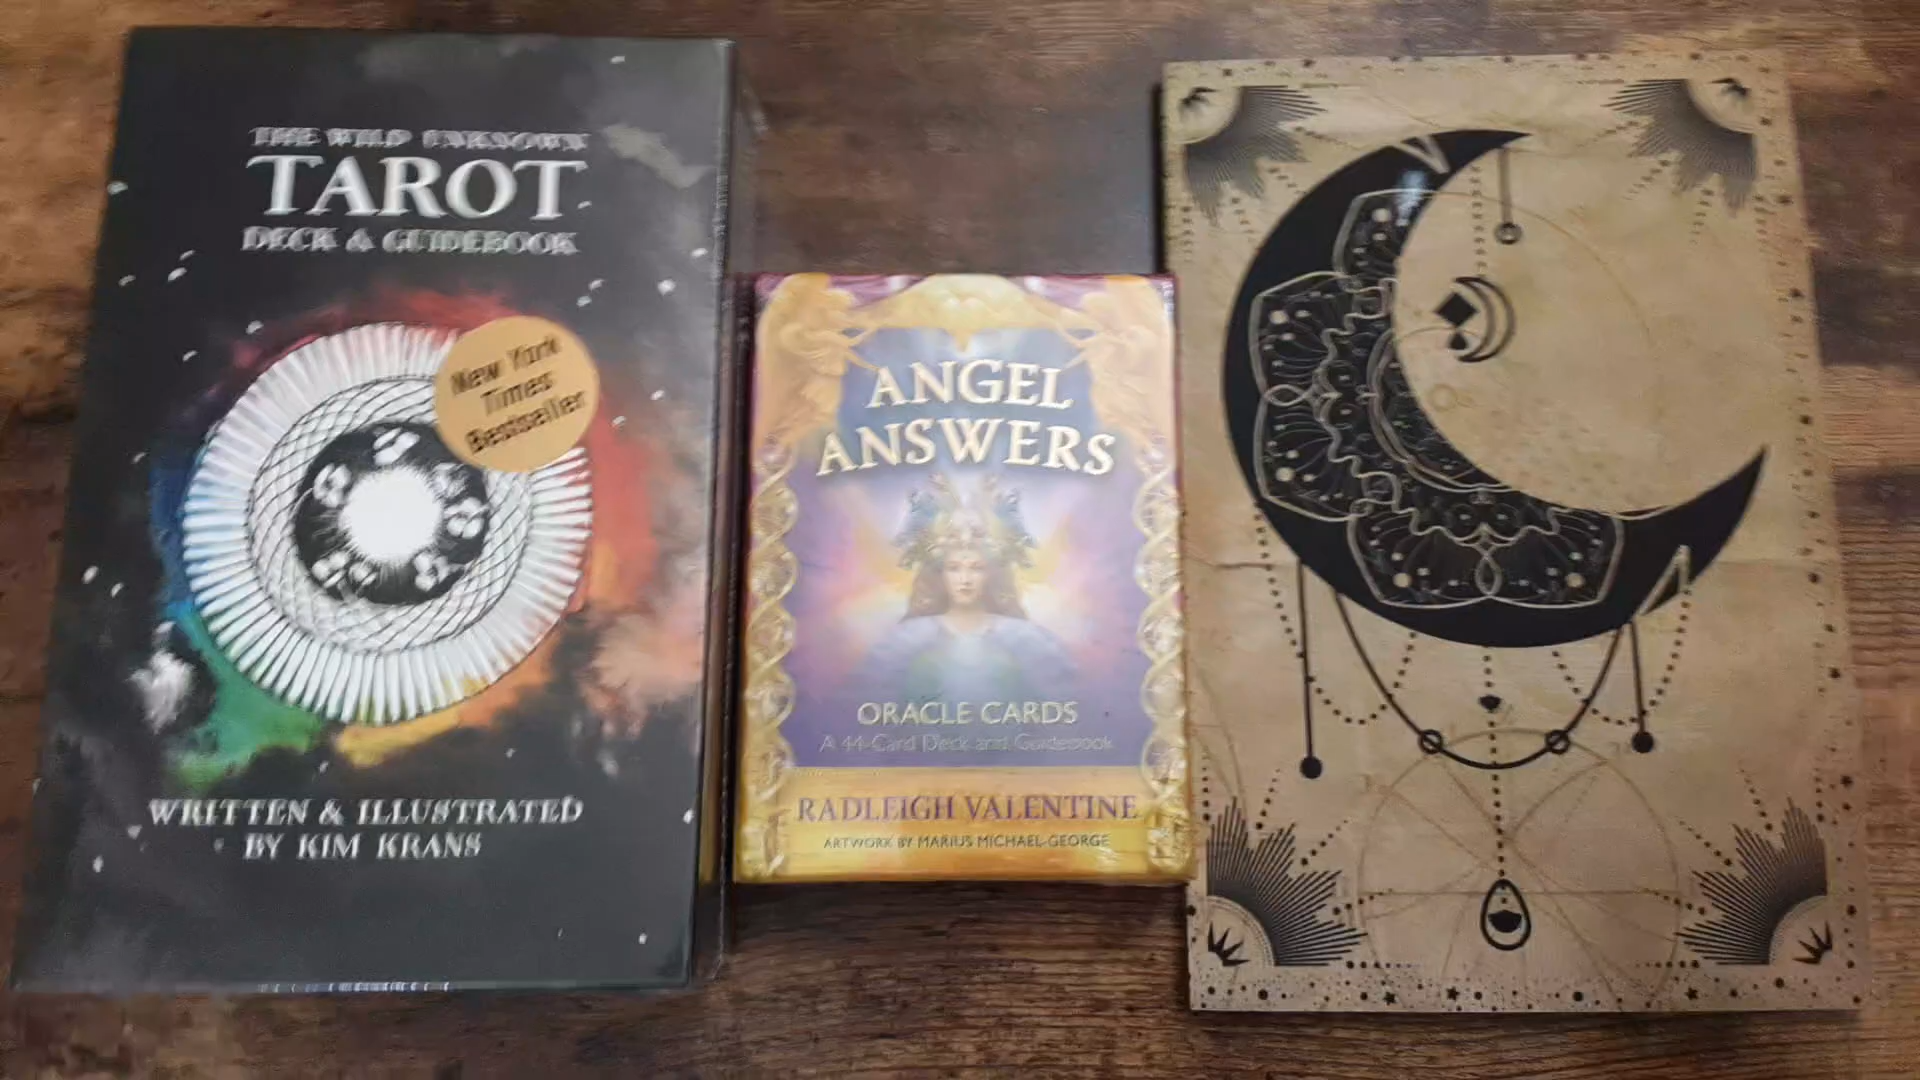 THE WILD UNKNOWN
TAROT
DECK & GUIDEBOOK
New York
Times
Bestseller
WRITTEN & ILLUSTRATED
BY KIM KRANS
ANGEL
ANSWERS
ORACLE CARDS
A 44-Card Deck and Guidebook
RADLEIGH VALENTINE
ARTWORK BY MARIUS MICHAEL-GEORGE